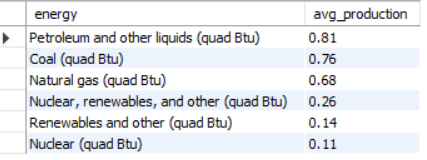 energy avg_production
Petroleum and other liquids (quad Btu) 0.81
Coal (quad Btu) 0.76
Natural gas (quad Btu) 0.68
Nuclear, renewables, and other (quad Btu) 0.26
Renewables and other (quad Btu) 0.14
Nuclear (quad Btu) 0.11